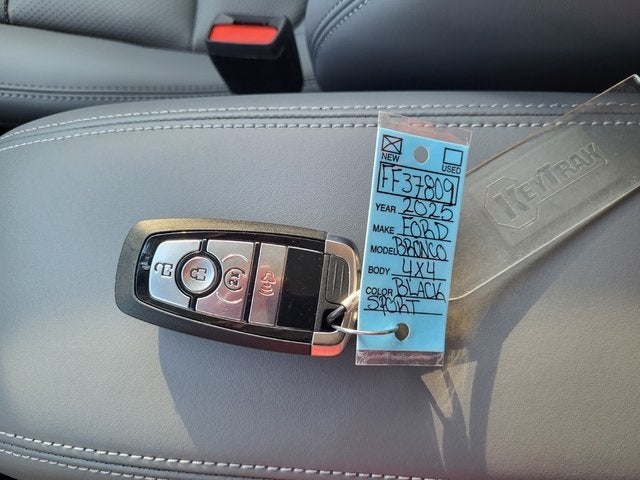 NEW
USED
FF37809
YEAR 2025
MAKE FORD
MODEL BRONCO
BODY 4X4
COLOR BLACK
SPORT
KEYTRAK